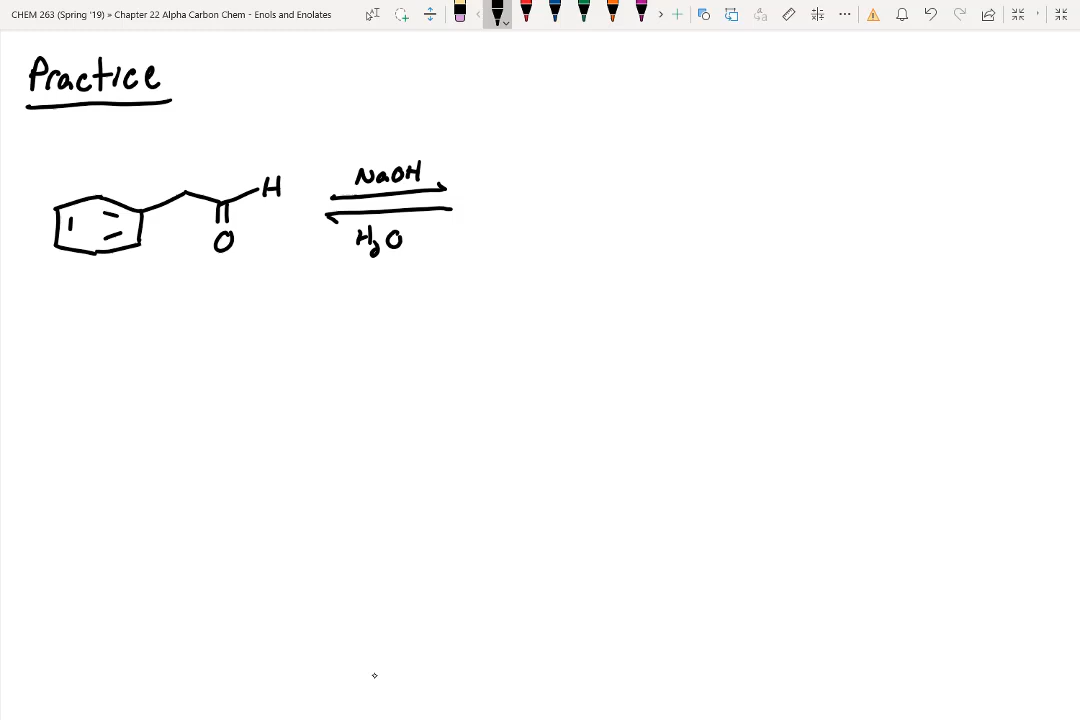 CHEM 263 (Spring '19) » Chapter 22 Alpha Carbon Chem - Enols and Enolates
Practice
NaOH
H
O
H₂O